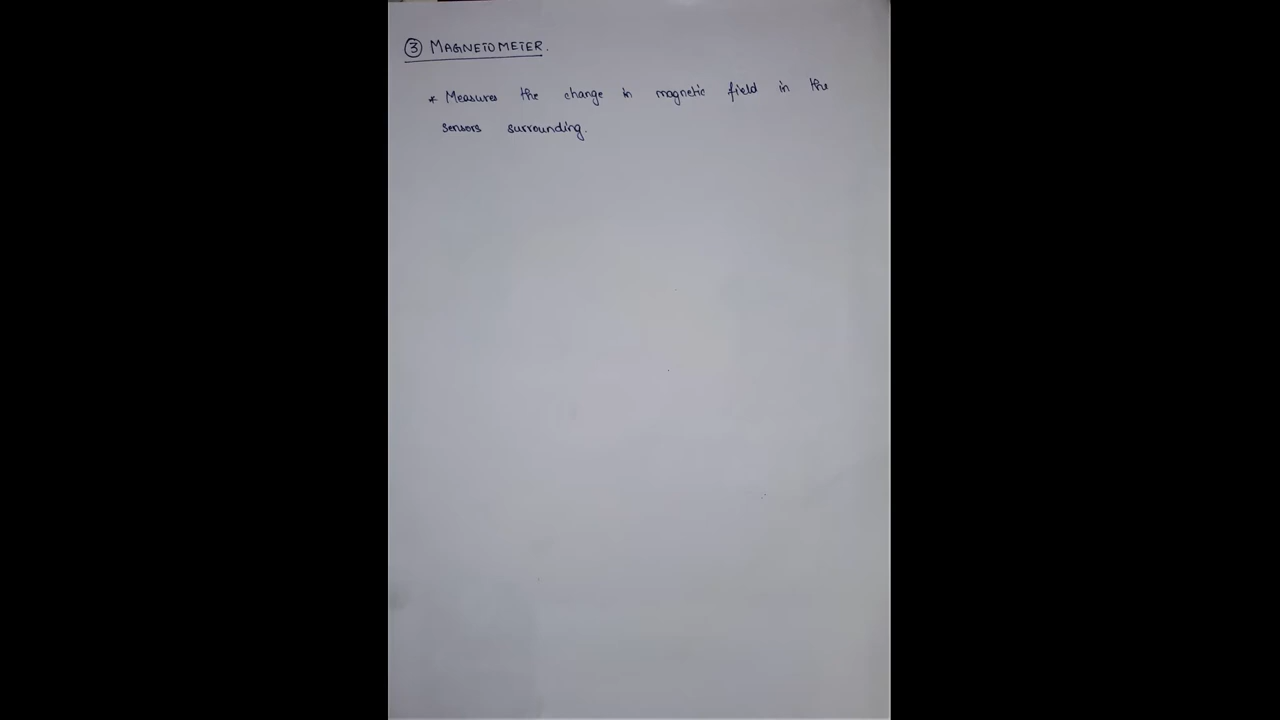 ③ MAGNETOMETER.
* Measures the change in magnetic field in the
sensors surrounding.